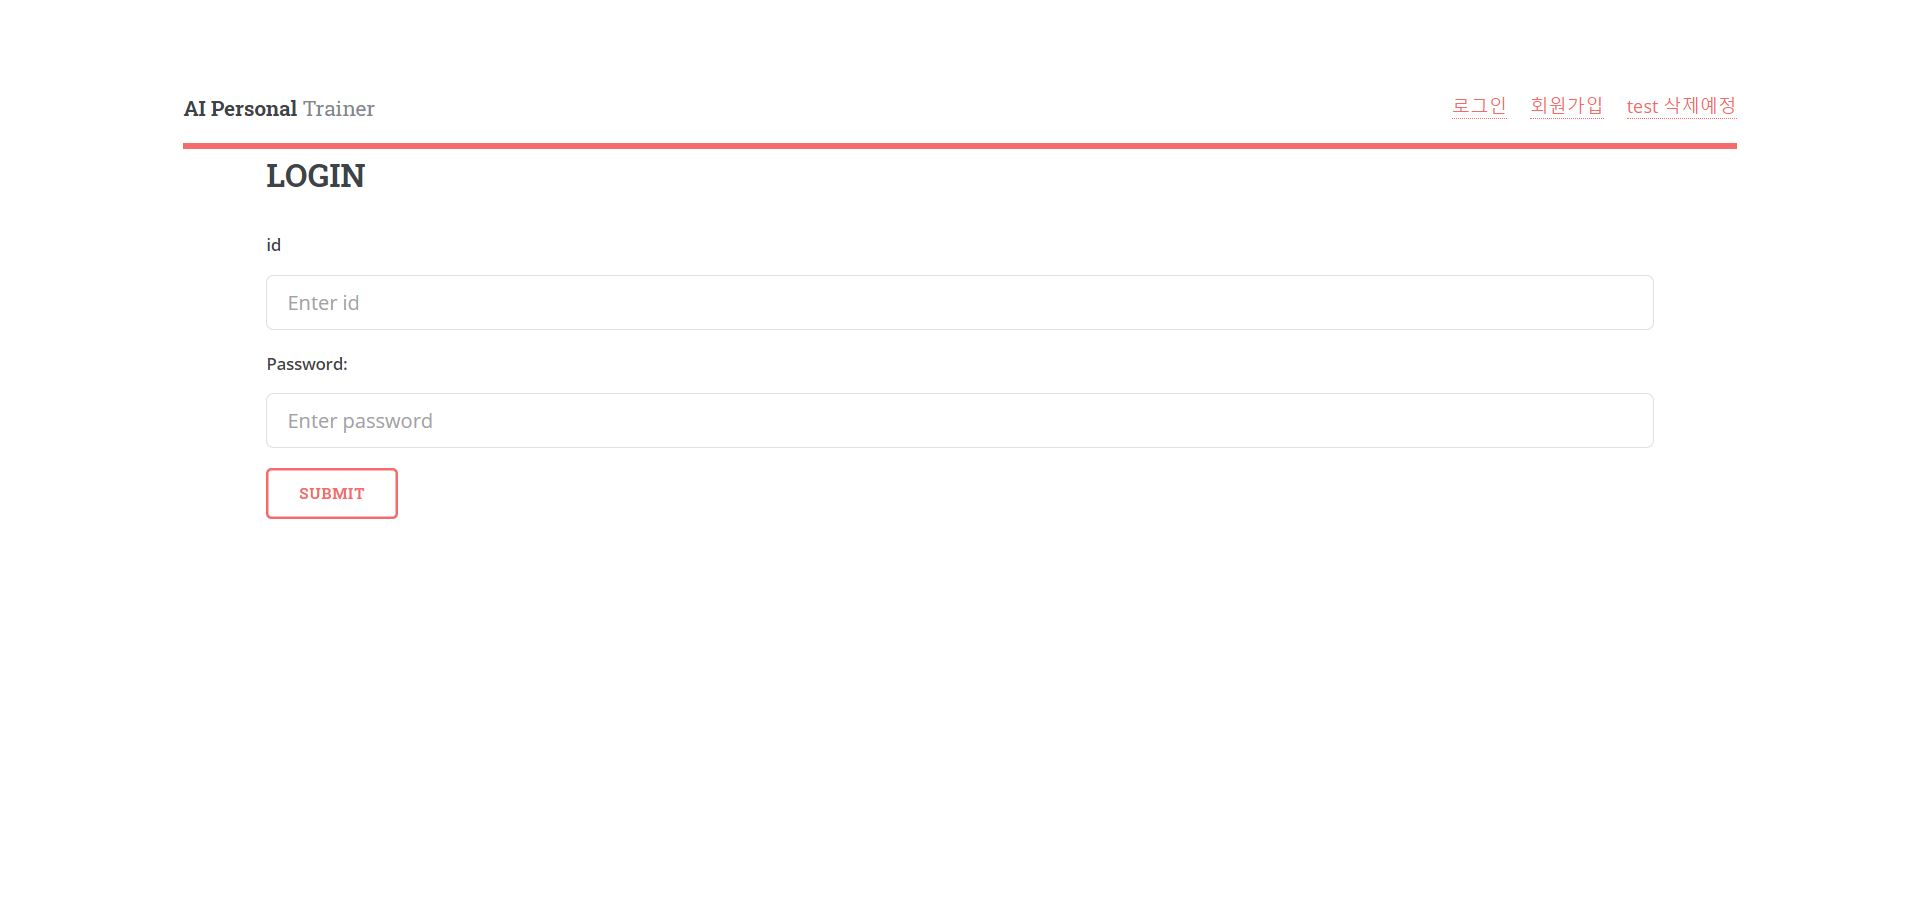 AI Personal Trainer
로그인 회원가입 test 삭제예정
LOGIN
id
Enter id
Password:
Enter password
SUBMIT